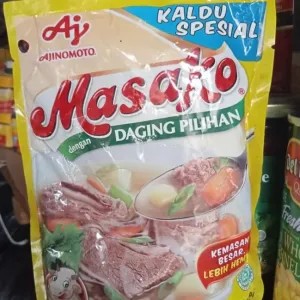 Aj
AJINOMOTO
KALDU
SPESIAL
Masako
®
dengan DAGING PILIHAN
KEMASAN
BESAR,
LEBIH HEMAT